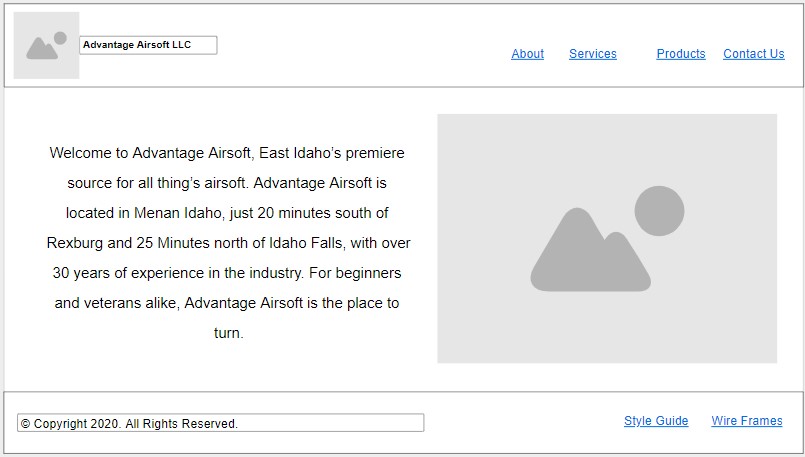 Advantage Airsoft LLC
About Services Products Contact Us
Welcome to Advantage Airsoft, East Idaho’s premiere
source for all thing’s airsoft. Advantage Airsoft is
located in Menan Idaho, just 20 minutes south of
Rexburg and 25 Minutes north of Idaho Falls, with over
30 years of experience in the industry. For beginners
and veterans alike, Advantage Airsoft is the place to
turn.
© Copyright 2020. All Rights Reserved.
Style Guide Wire Frames